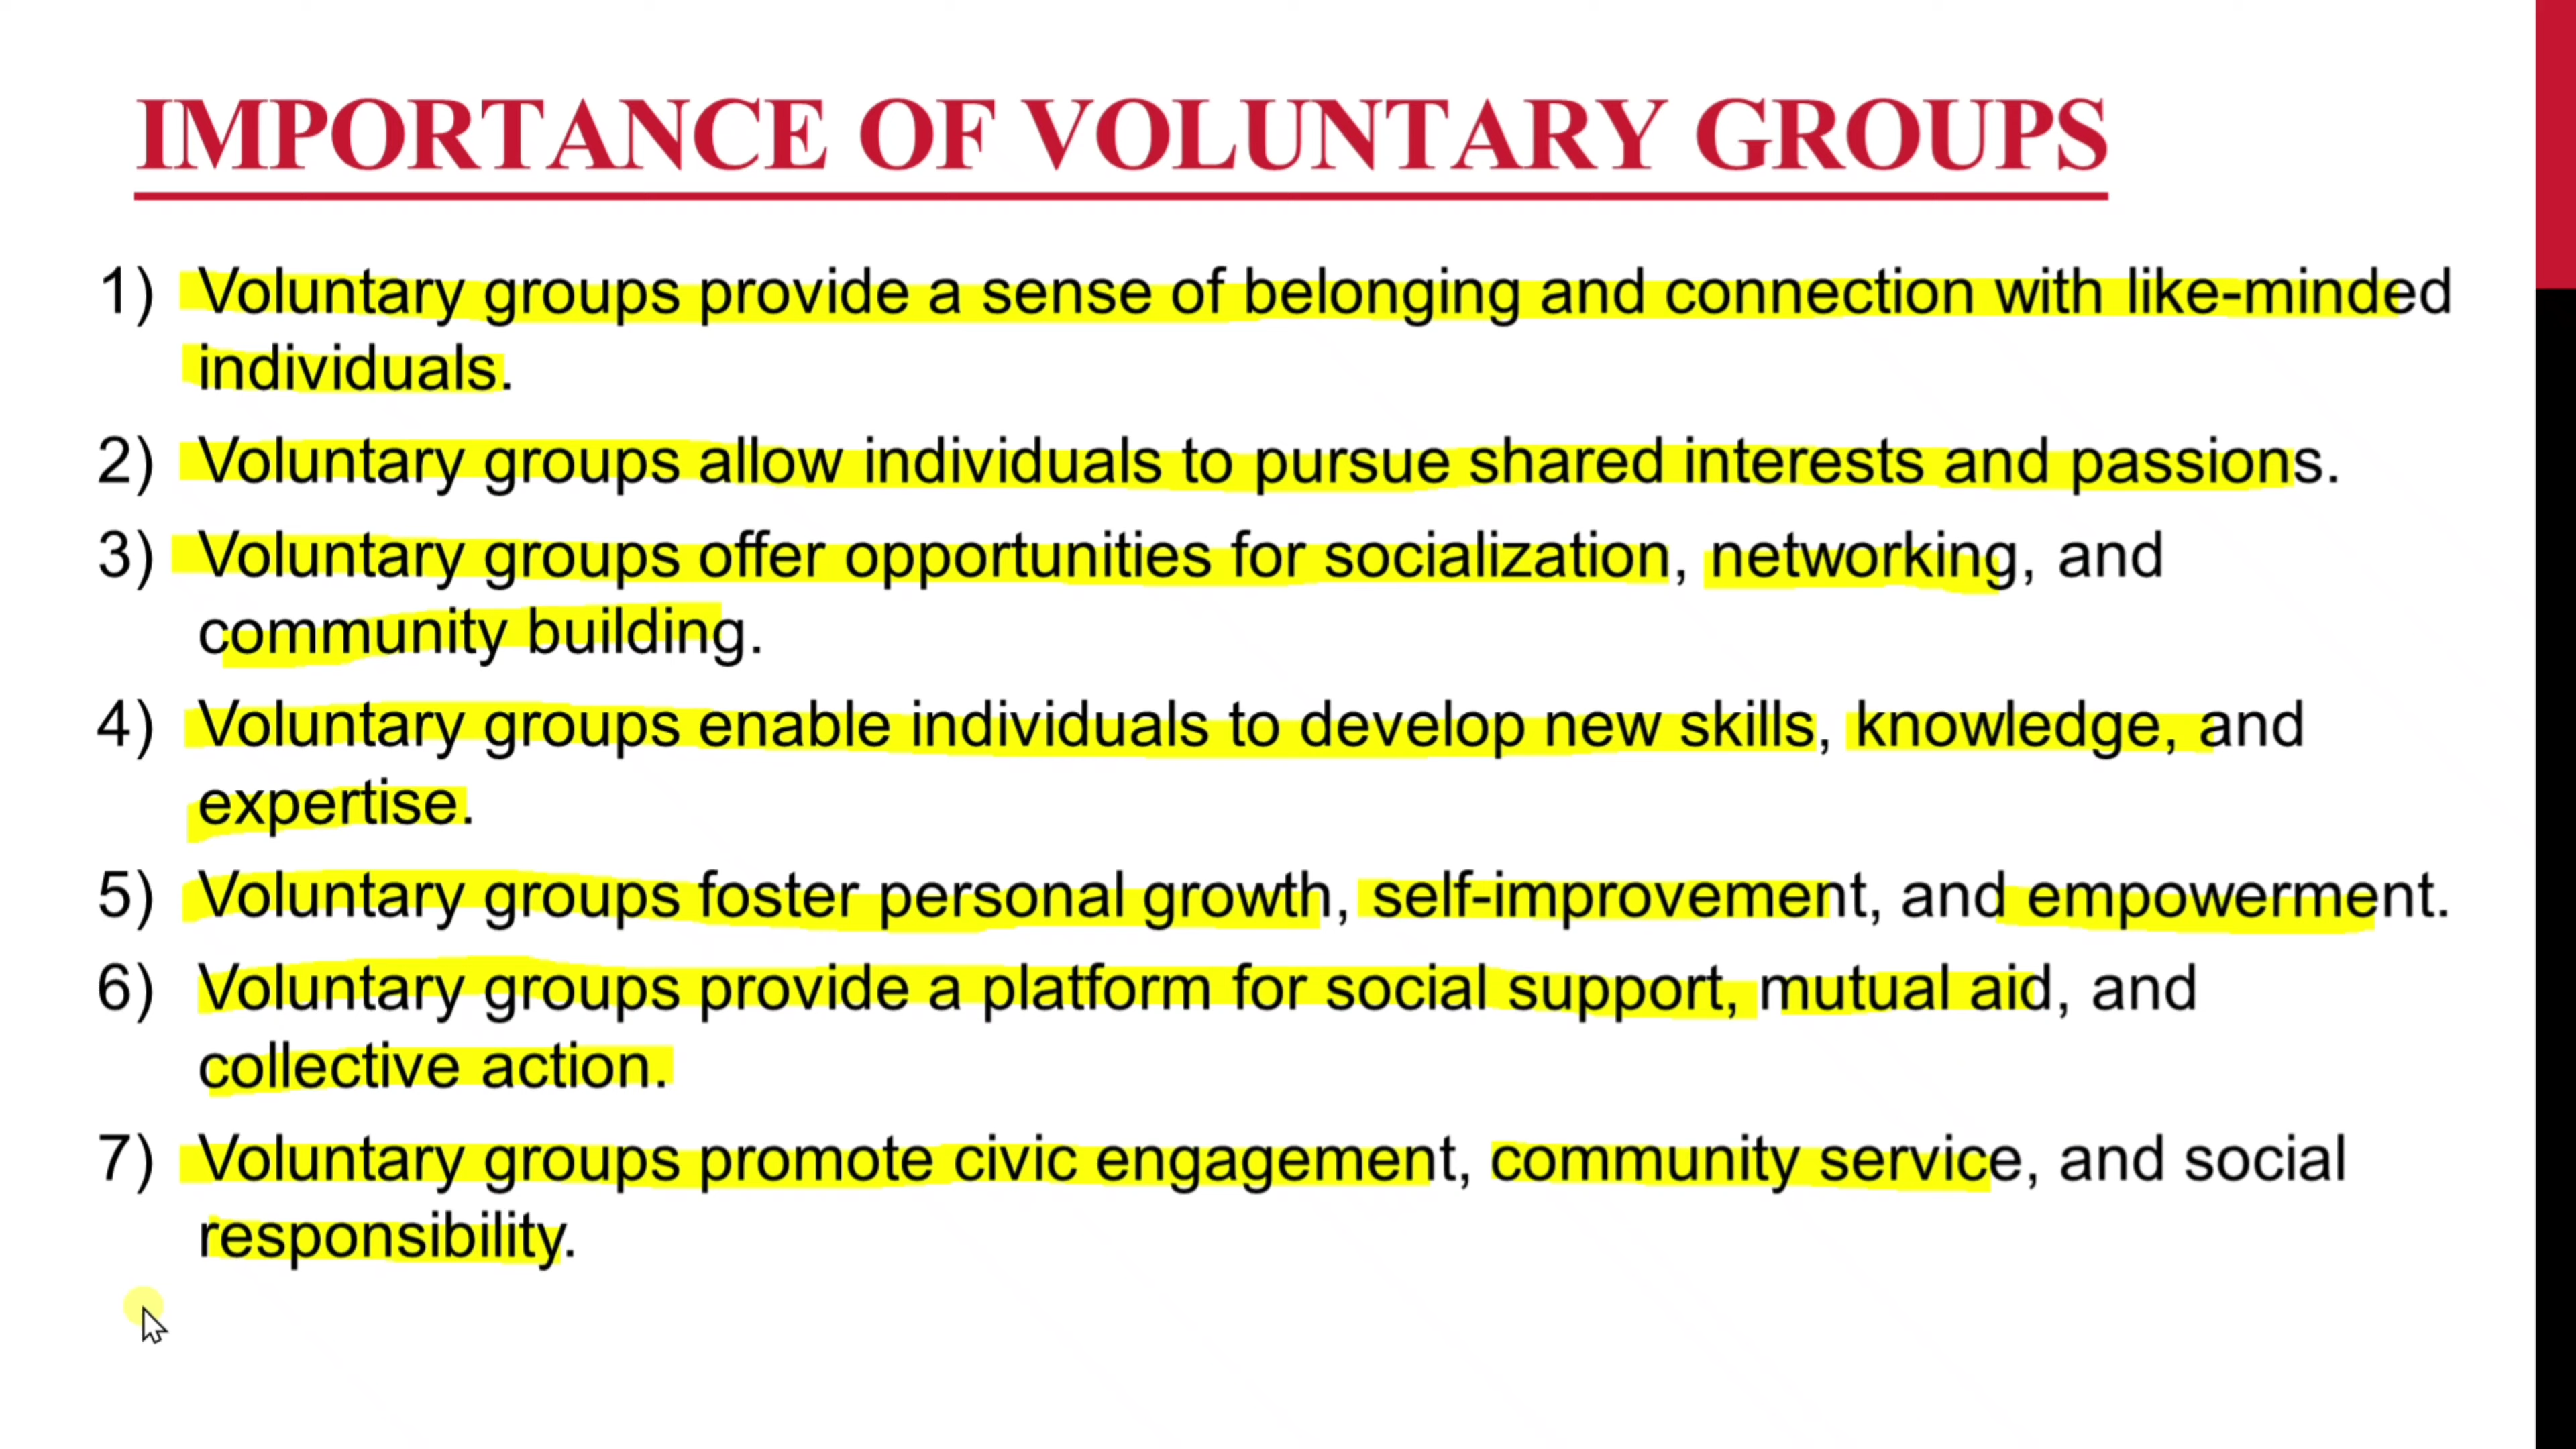 IMPORTANCE OF VOLUNTARY GROUPS
1) Voluntary groups provide a sense of belonging and connection with like-minded
individuals.
2) Voluntary groups allow individuals to pursue shared interests and passions.
3) Voluntary groups offer opportunities for socialization, networking, and
community building.
4) Voluntary groups enable individuals to develop new skills, knowledge, and
expertise.
5) Voluntary groups foster personal growth, self-improvement, and empowerment.
6) Voluntary groups provide a platform for social support, mutual aid, and
collective action.
7) Voluntary groups promote civic engagement, community service, and social
responsibility.